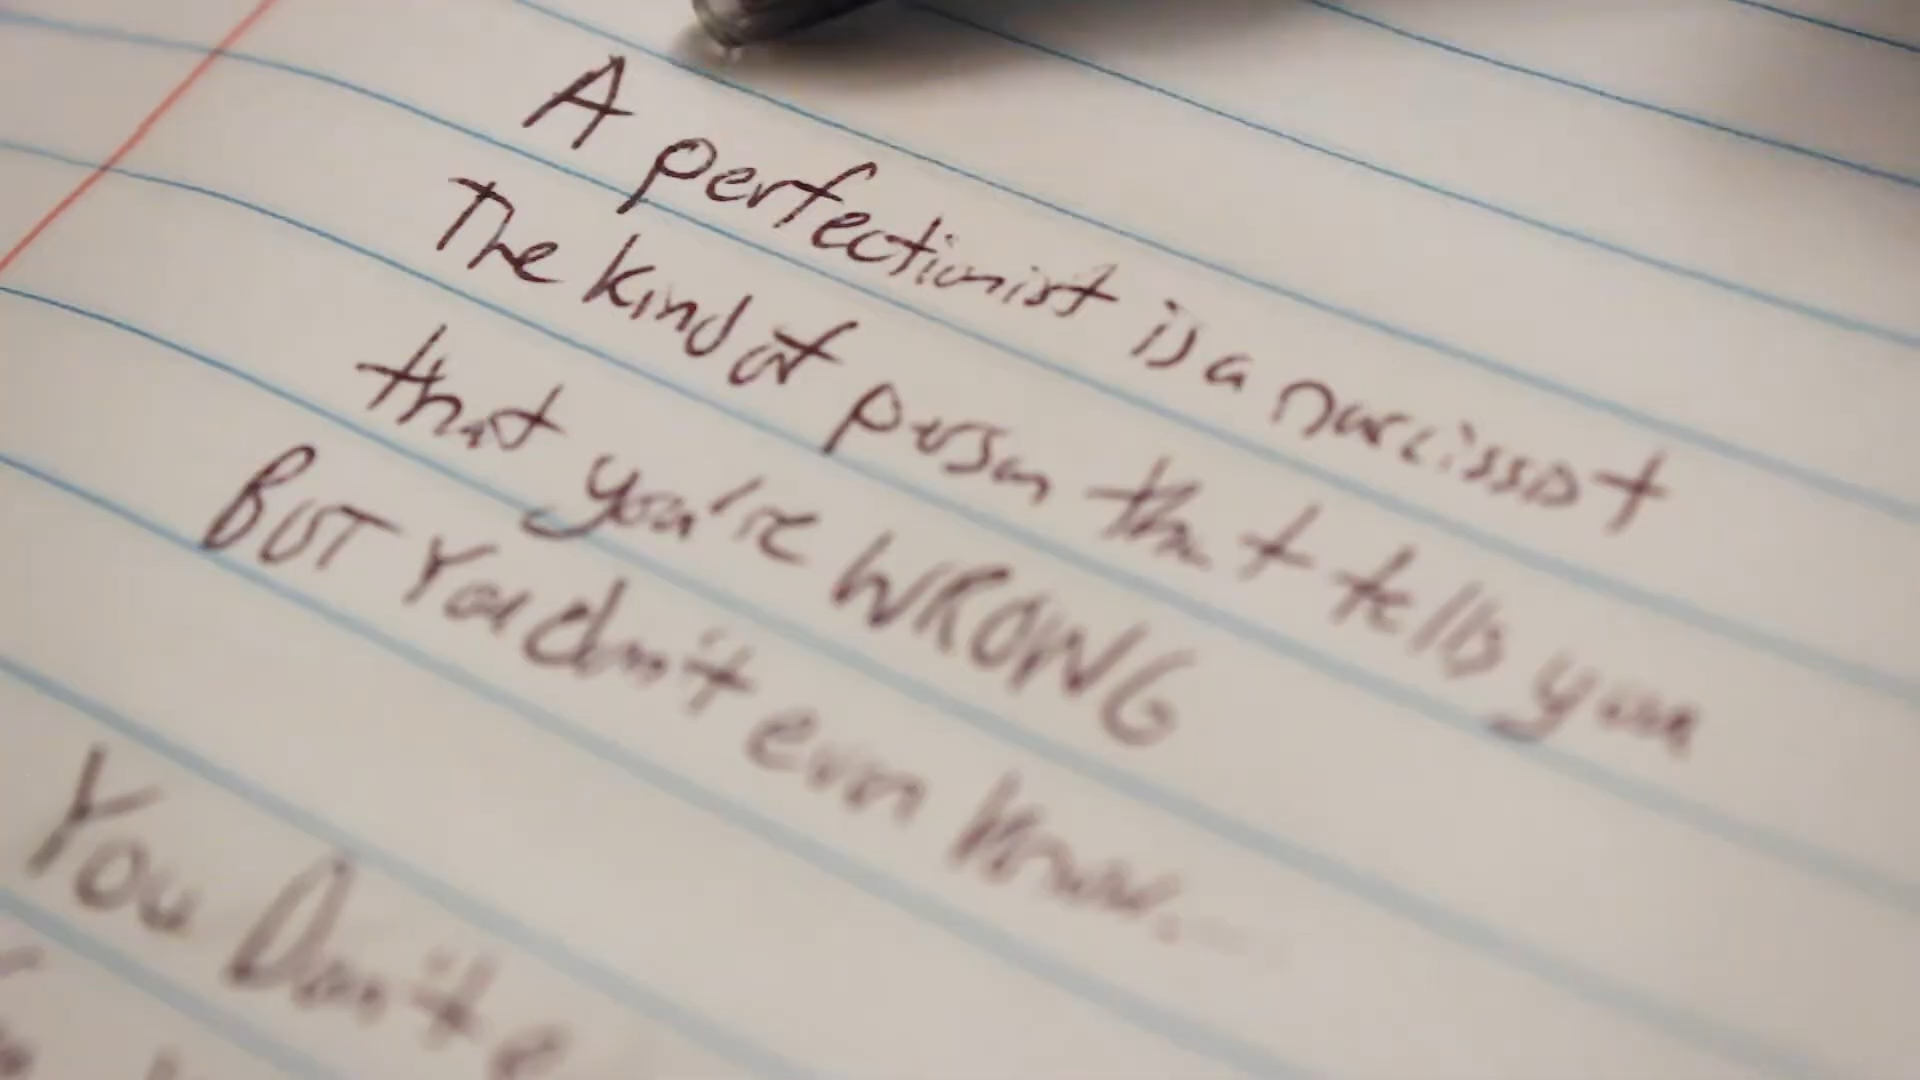 A perfectionist is a narcissist
The kind of person that tells you
that you're WRONG
BUT You don't even know...
You Don't e